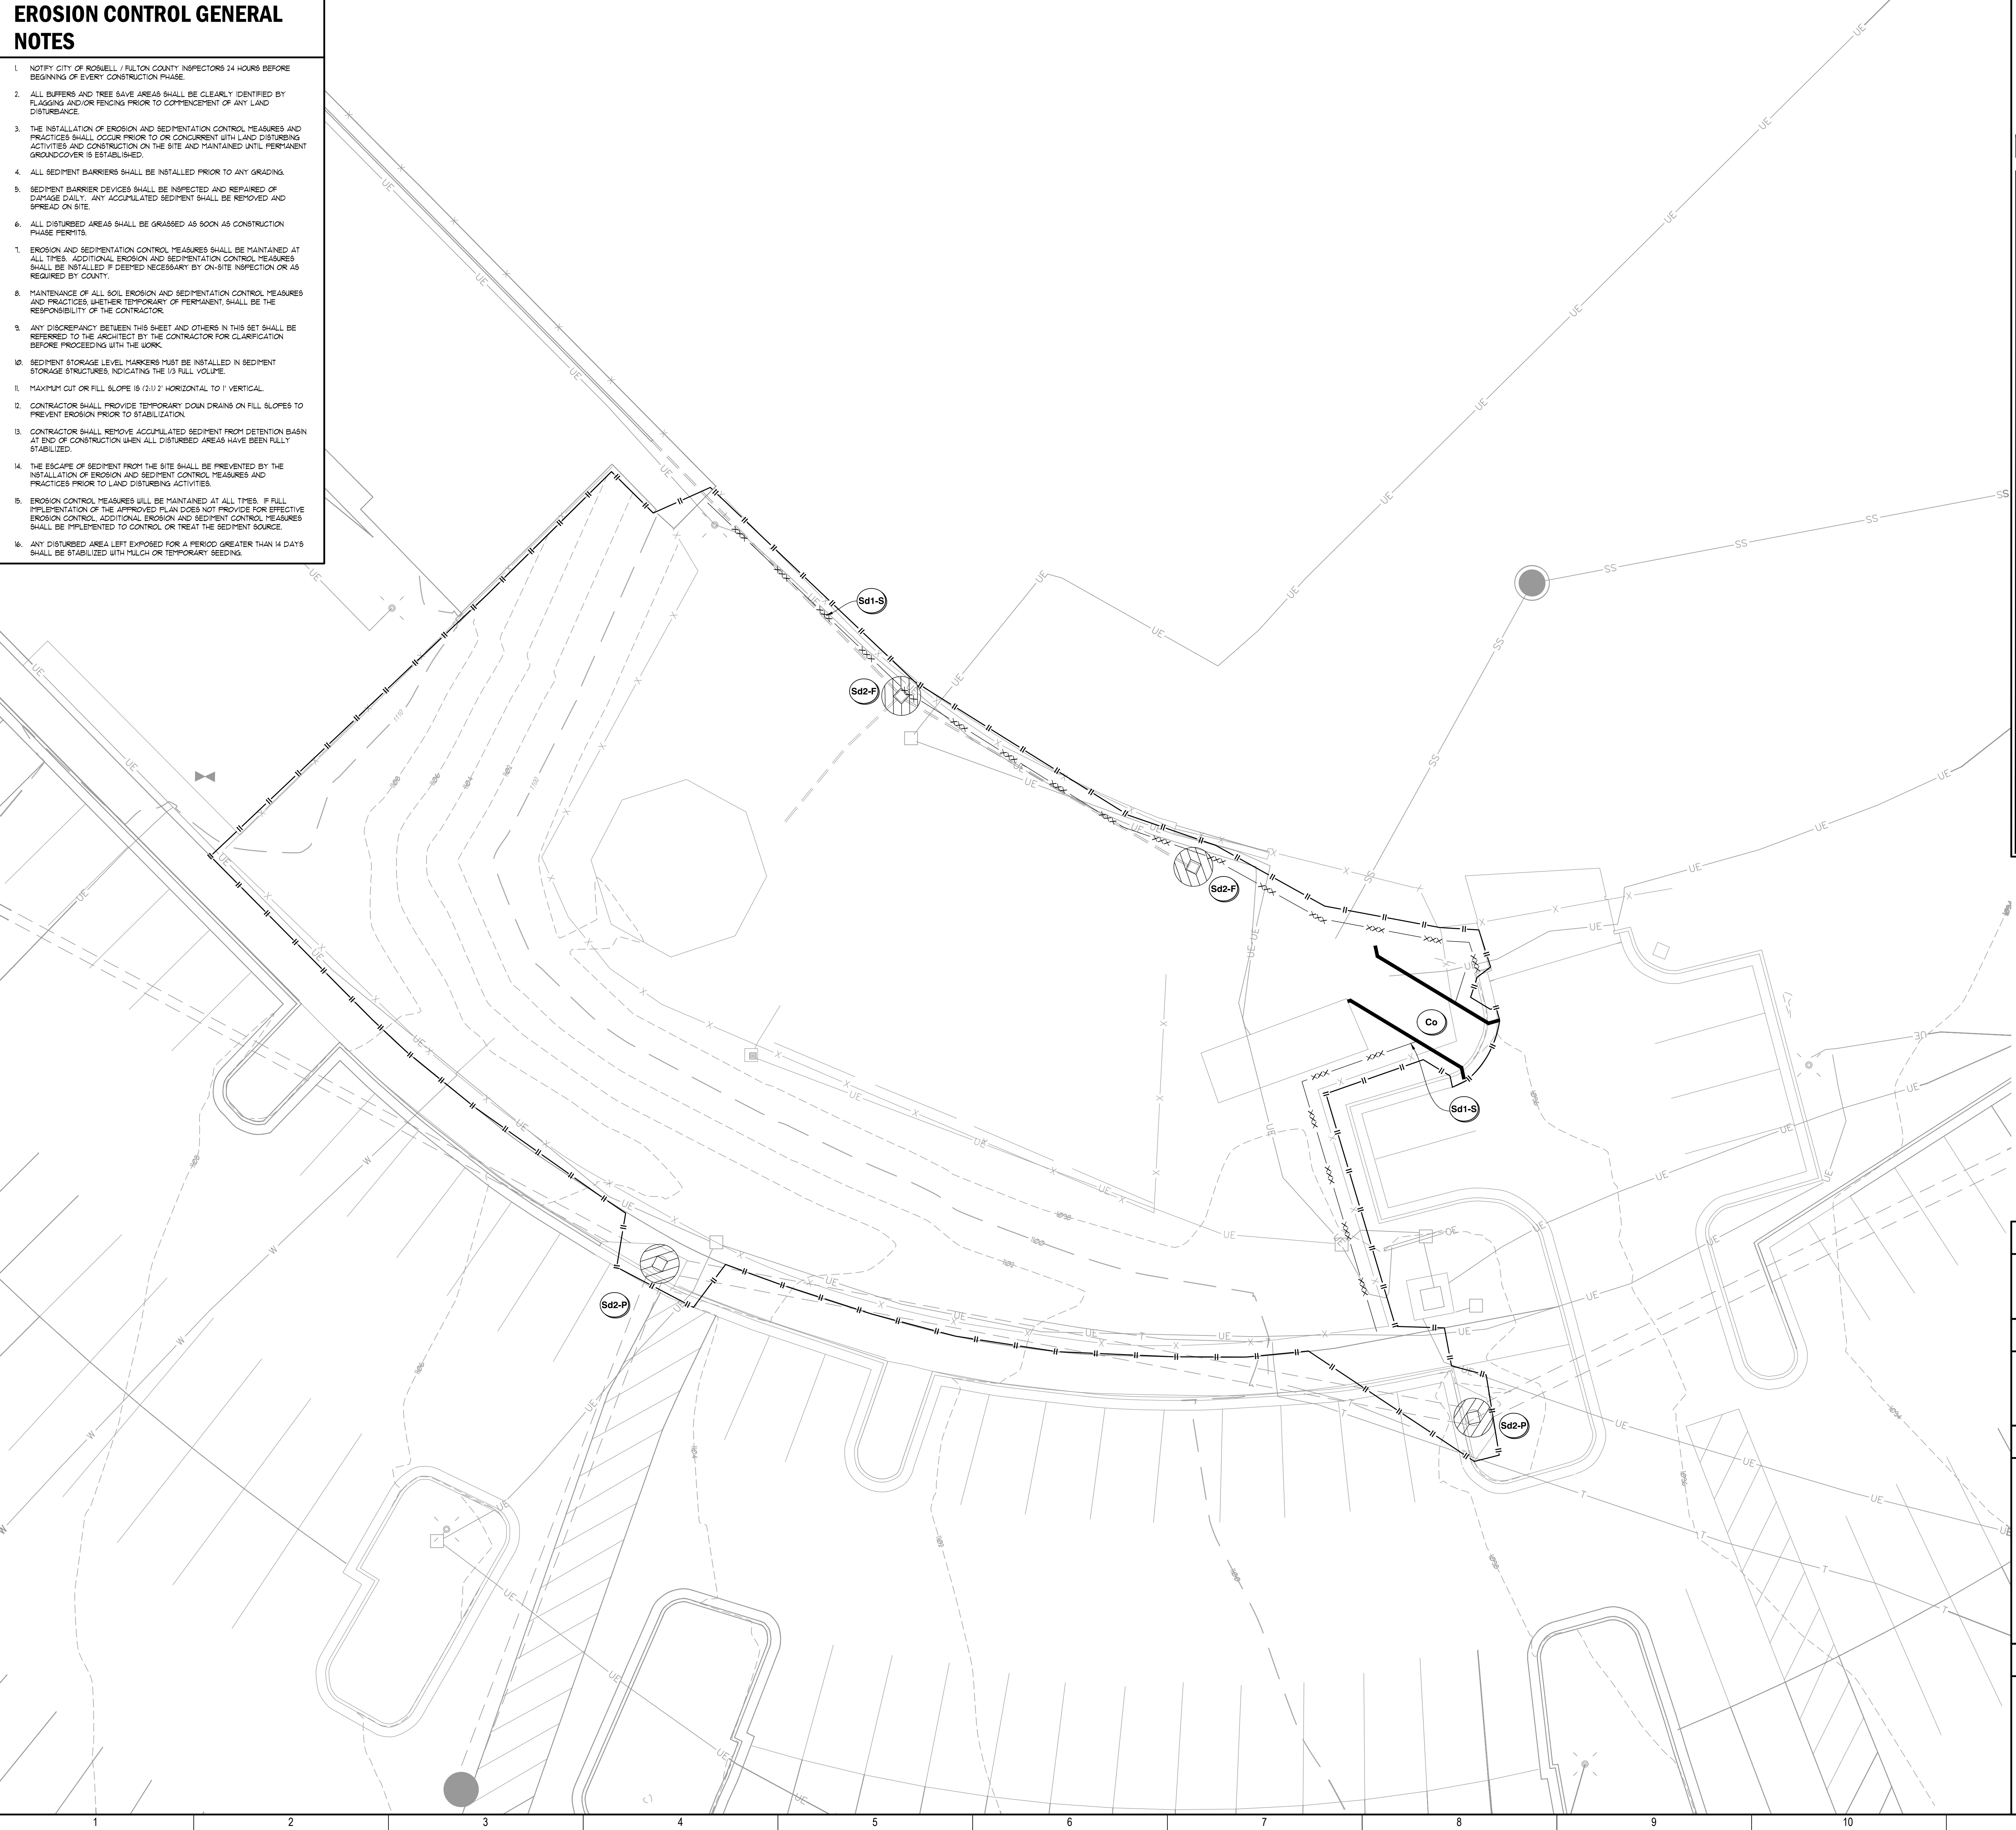 EROSION CONTROL GENERAL
NOTES
1. NOTIFY CITY OF ROSWELL / FULTON COUNTY INSPECTORS 24 HOURS BEFORE
BEGINNING OF EVERY CONSTRUCTION PHASE.
2. ALL BUFFERS AND TREE SAVE AREAS SHALL BE CLEARLY IDENTIFIED BY
FLAGGING AND/OR FENCING PRIOR TO COMMENCEMENT OF ANY LAND
DISTURBANCE.
3. THE INSTALLATION OF EROSION AND SEDIMENTATION CONTROL MEASURES AND
PRACTICES SHALL OCCUR PRIOR TO OR CONCURRENT WITH LAND DISTURBING
ACTIVITIES AND CONSTRUCTION ON THE SITE AND MAINTAINED UNTIL PERMANENT
GROUNDCOVER IS ESTABLISHED.
4. ALL SEDIMENT BARRIERS SHALL BE INSTALLED PRIOR TO ANY GRADING.
5. SEDIMENT BARRIER DEVICES SHALL BE INSPECTED AND REPAIRED OF
DAMAGE DAILY. ANY ACCUMULATED SEDIMENT SHALL BE REMOVED AND
SPREAD ON SITE.
6. ALL DISTURBED AREAS SHALL BE GRASSED AS SOON AS CONSTRUCTION
PHASE PERMITS.
7. EROSION AND SEDIMENTATION CONTROL MEASURES SHALL BE MAINTAINED AT
ALL TIMES. ADDITIONAL EROSION AND SEDIMENTATION CONTROL MEASURES
SHALL BE INSTALLED IF DEEMED NECESSARY BY ON-SITE INSPECTION OR AS
REQUIRED BY COUNTY.
8. MAINTENANCE OF ALL SOIL EROSION AND SEDIMENTATION CONTROL MEASURES
AND PRACTICES, WHETHER TEMPORARY OF PERMANENT, SHALL BE THE
RESPONSIBILITY OF THE CONTRACTOR.
9. ANY DISCREPANCY BETWEEN THIS SHEET AND OTHERS IN THIS SET SHALL BE
REFERRED TO THE ARCHITECT BY THE CONTRACTOR FOR CLARIFICATION
BEFORE PROCEEDING WITH THE WORK.
10. SEDIMENT STORAGE LEVEL MARKERS MUST BE INSTALLED IN SEDIMENT
STORAGE STRUCTURES, INDICATING THE 1/3 FULL VOLUME.
11. MAXIMUM CUT OR FILL SLOPE IS (2:1) 2' HORIZONTAL TO 1' VERTICAL.
12. CONTRACTOR SHALL PROVIDE TEMPORARY DOWN DRAINS ON FILL SLOPES TO
PREVENT EROSION PRIOR TO STABILIZATION.
13. CONTRACTOR SHALL REMOVE ACCUMULATED SEDIMENT FROM DETENTION BASIN
AT END OF CONSTRUCTION WHEN ALL DISTURBED AREAS HAVE BEEN FULLY
STABILIZED.
14. THE ESCAPE OF SEDIMENT FROM THE SITE SHALL BE PREVENTED BY THE
INSTALLATION OF EROSION AND SEDIMENT CONTROL MEASURES AND
PRACTICES PRIOR TO LAND DISTURBING ACTIVITIES.
15. EROSION CONTROL MEASURES WILL BE MAINTAINED AT ALL TIMES. IF FULL
IMPLEMENTATION OF THE APPROVED PLAN DOES NOT PROVIDE FOR EFFECTIVE
EROSION CONTROL, ADDITIONAL EROSION AND SEDIMENT CONTROL MEASURES
SHALL BE IMPLEMENTED TO CONTROL OR TREAT THE SEDIMENT SOURCE.
16. ANY DISTURBED AREA LEFT EXPOSED FOR A PERIOD GREATER THAN 14 DAYS
SHALL BE STABILIZED WITH MULCH OR TEMPORARY SEEDING.
UE
UE
UE
UE
SS
SS
SS
SS
SS
Sd1-S
Sd2-F
Sd2-F
1110
1100
Co
Sd1-S
Sd2-P
Sd2-P
W
W
W
W
T
T
T
1 2 3 4 5 6 7 8 9 10